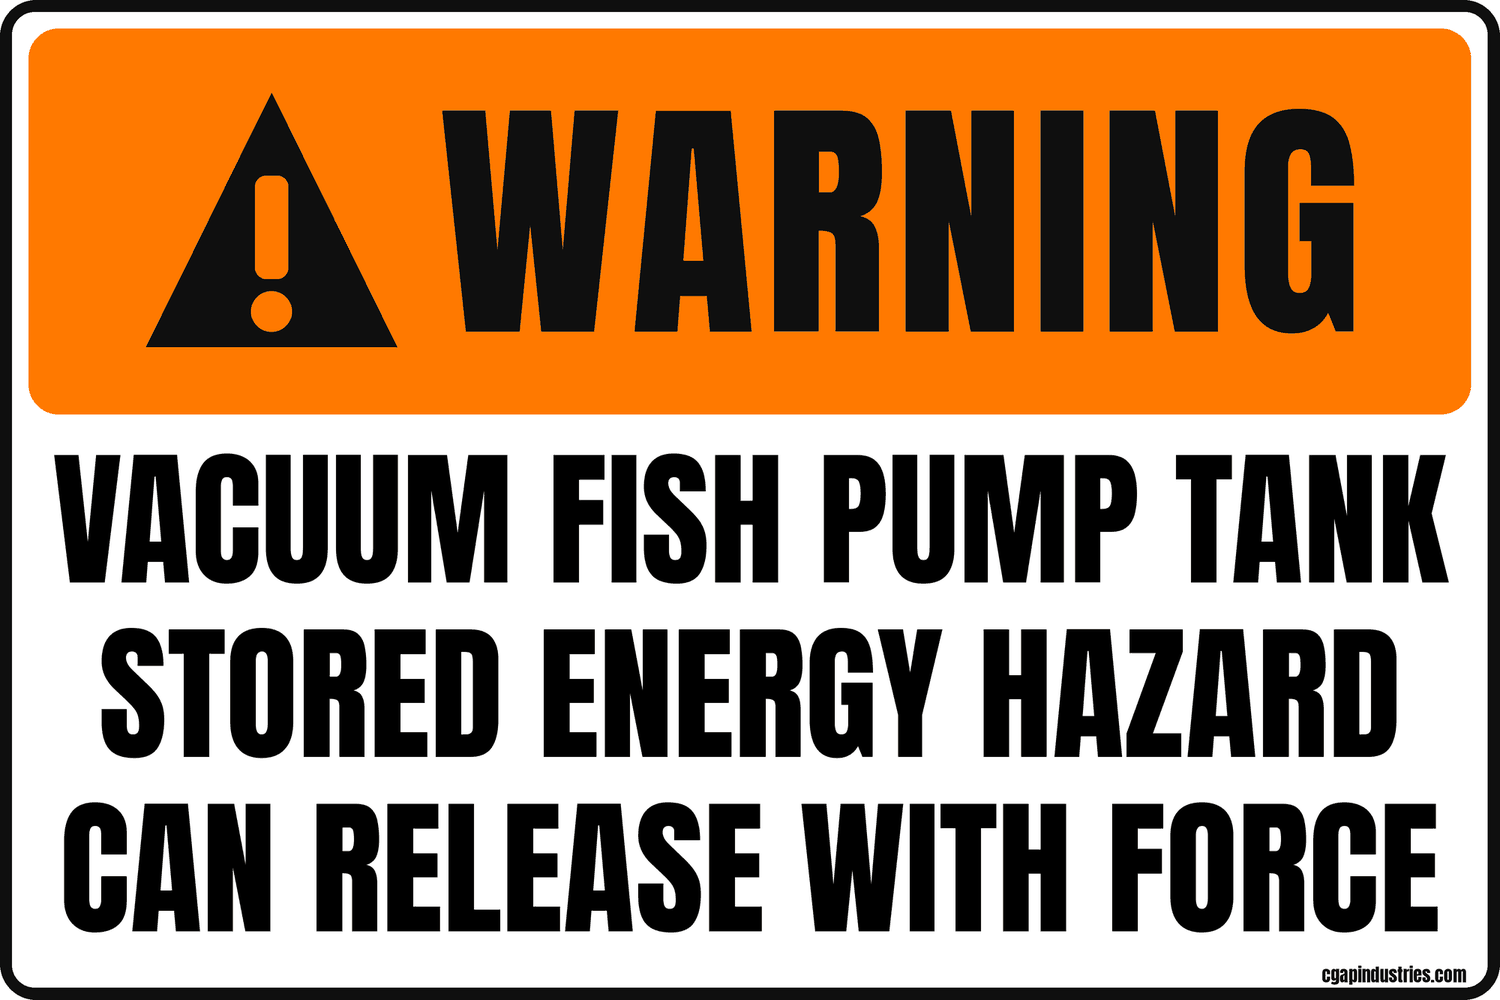 WARNING
VACUUM FISH PUMP TANK
STORED ENERGY HAZARD
CAN RELEASE WITH FORCE
cgapindustries.com